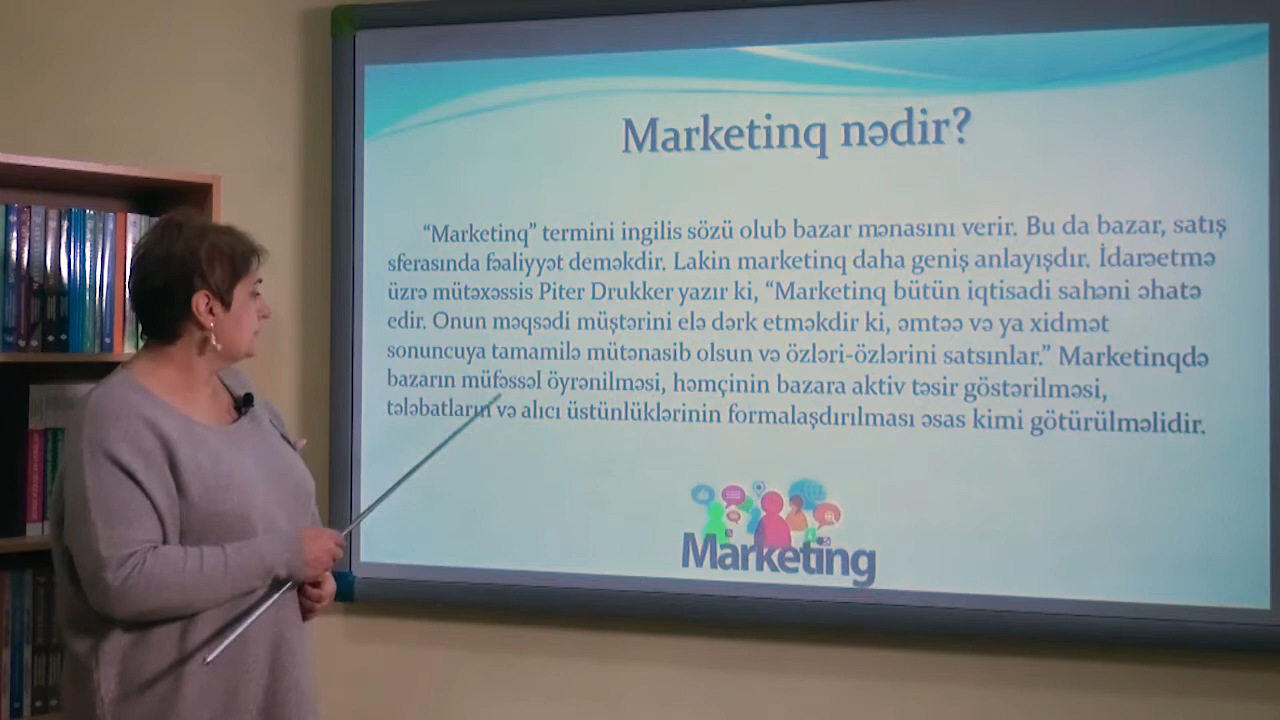 Marketinq nədir?
“Marketinq” termini ingilis sözü olub bazar mənasını verir. Bu da bazar, satış
sferasında fəaliyyət deməkdir. Lakin marketinq daha geniş anlayışdır. İdarəetmə
üzrə mütəxəssis Piter Drukker yazır ki, “Marketinq bütün iqtisadi sahəni əhatə
edir. Onun məqsədi müştərini elə dərk etməkdir ki, əmtəə və ya xidmət
sonuncuya tamamilə mütənasib olsun və özləri-özlərini satsınlar.” Marketinqdə
bazarın müfəssəl öyrənilməsi, həmçinin bazara aktiv təsir göstərilməsi,
tələbatların və alıcı üstünlüklərinin formalaşdırılması əsas kimi götürülməlidir.
Marketing